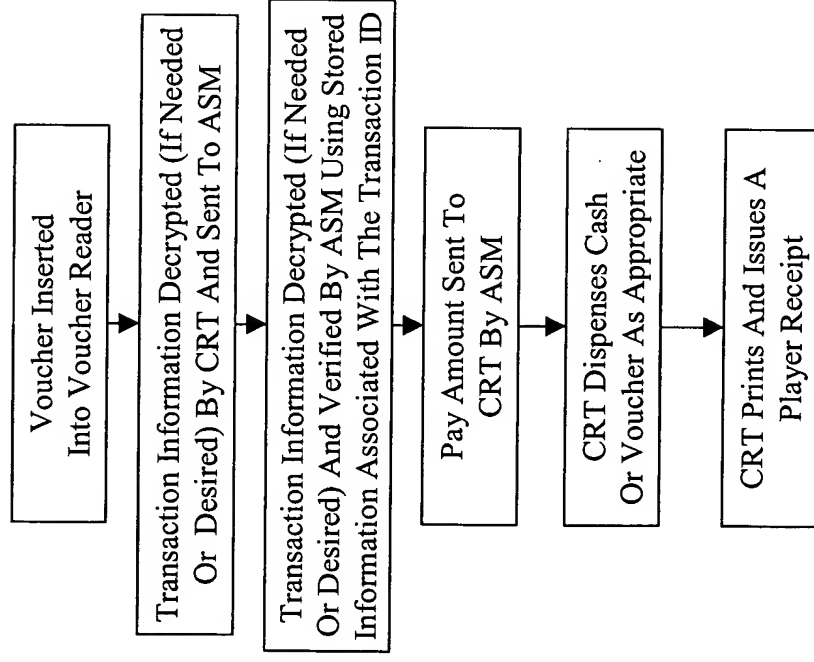 Voucher Inserted
Into Voucher Reader
Transaction Information Decrypted (If Needed
Or Desired) By CRT And Sent To ASM
Transaction Information Decrypted (If Needed
Or Desired) And Verified By ASM Using Stored
Information Associated With The Transaction ID
Pay Amount Sent To
CRT By ASM
CRT Dispenses Cash
Or Voucher As Appropriate
CRT Prints And Issues A
Player Receipt